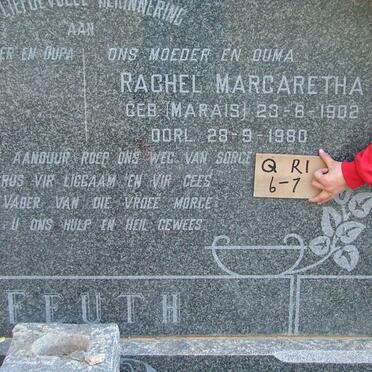 LIEFDEVOLLE HERINNERING
AAN
ER EN OUPA
ONS MOEDER EN OUMA
RACHEL MARGARETHA
GEB (MARAIS) 23-8-1902
OORL. 28-9-1980
AANDUUR ROEP ONS WEG VAN SORGE
RUS VIR LIGGAAM EN VIR GEES
VADER VAN DIE VROEË MORGE
U ONS HULP EN HEIL GEWEES
FFUTH
Q R1
6-7